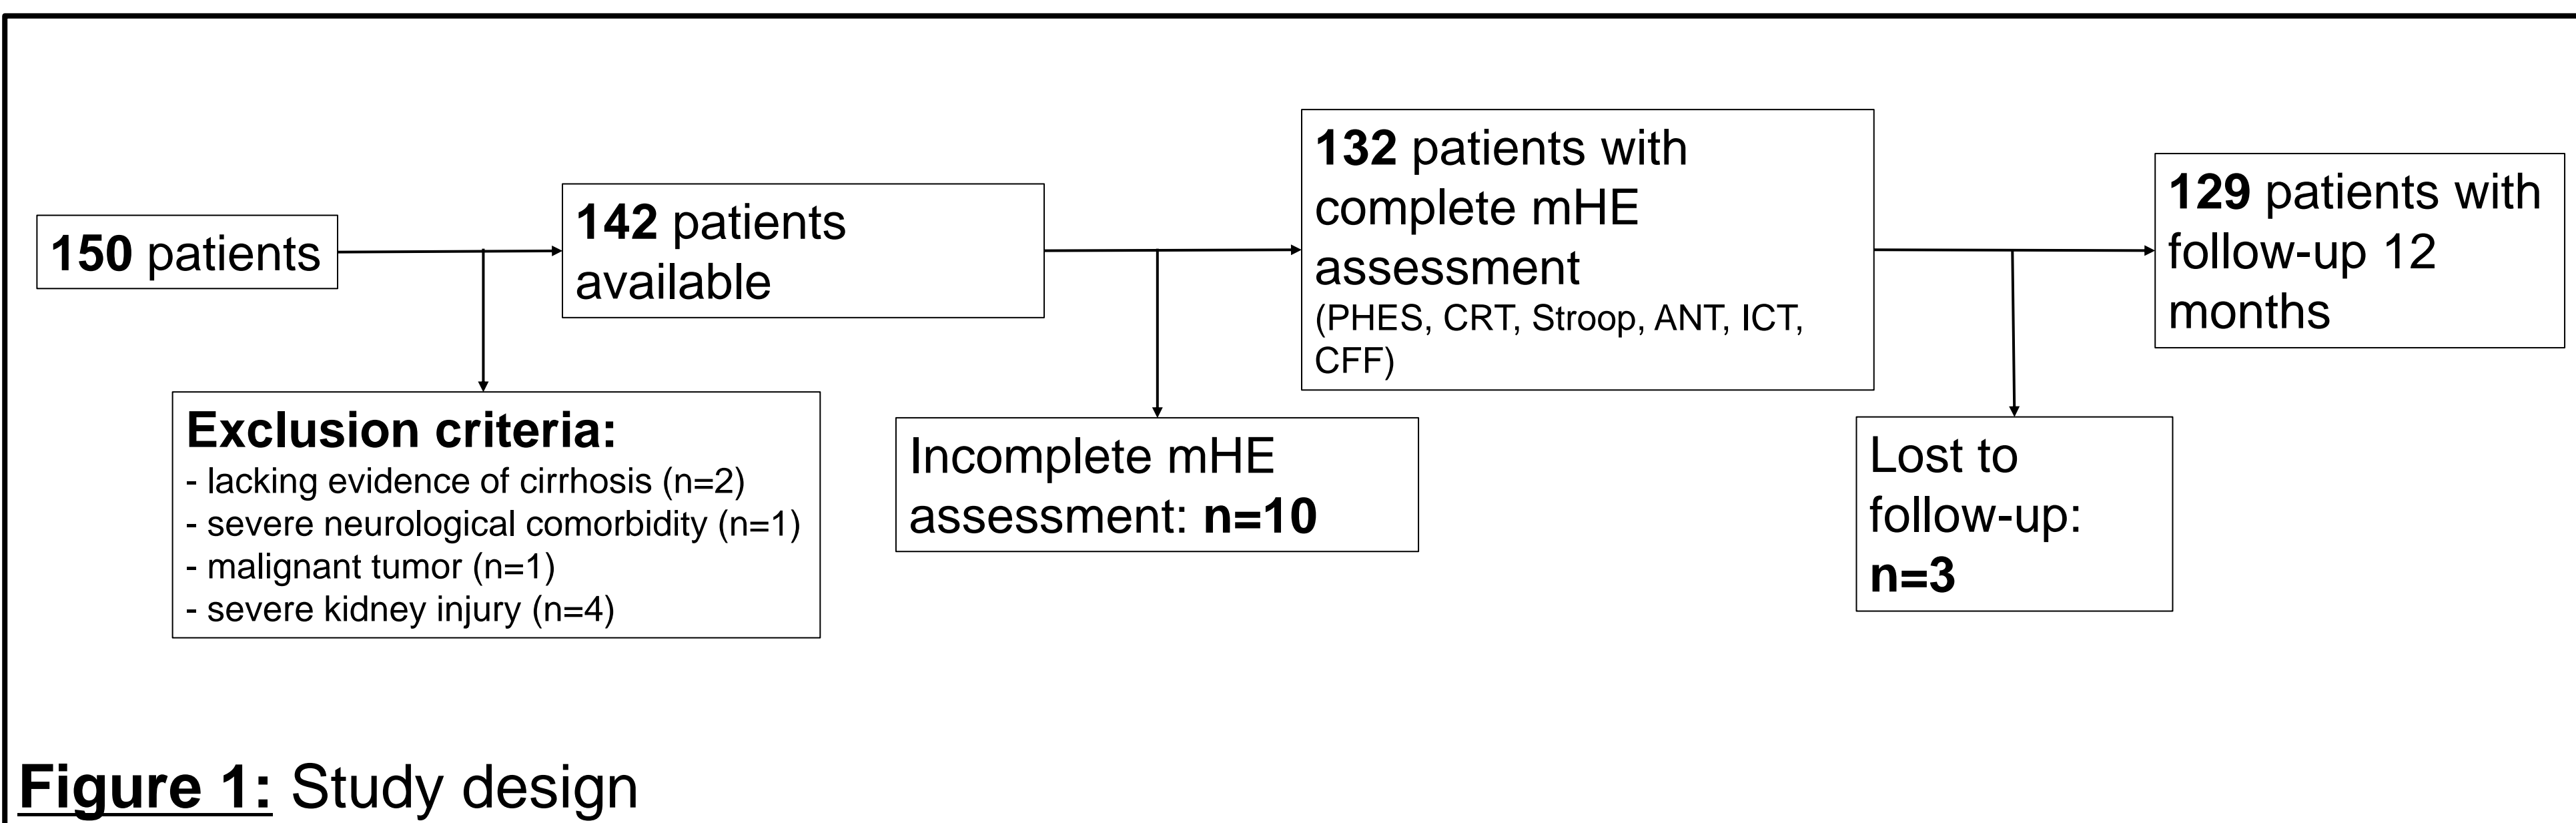 150 patients
142 patients
available
132 patients with
complete mHE
assessment
(PHES, CRT, Stroop, ANT, ICT,
CFF)
129 patients with
follow-up 12
months
Exclusion criteria:
- lacking evidence of cirrhosis (n=2)
- severe neurological comorbidity (n=1)
- malignant tumor (n=1)
- severe kidney injury (n=4)
Incomplete mHE
assessment: n=10
Lost to
follow-up:
n=3
Figure 1: Study design